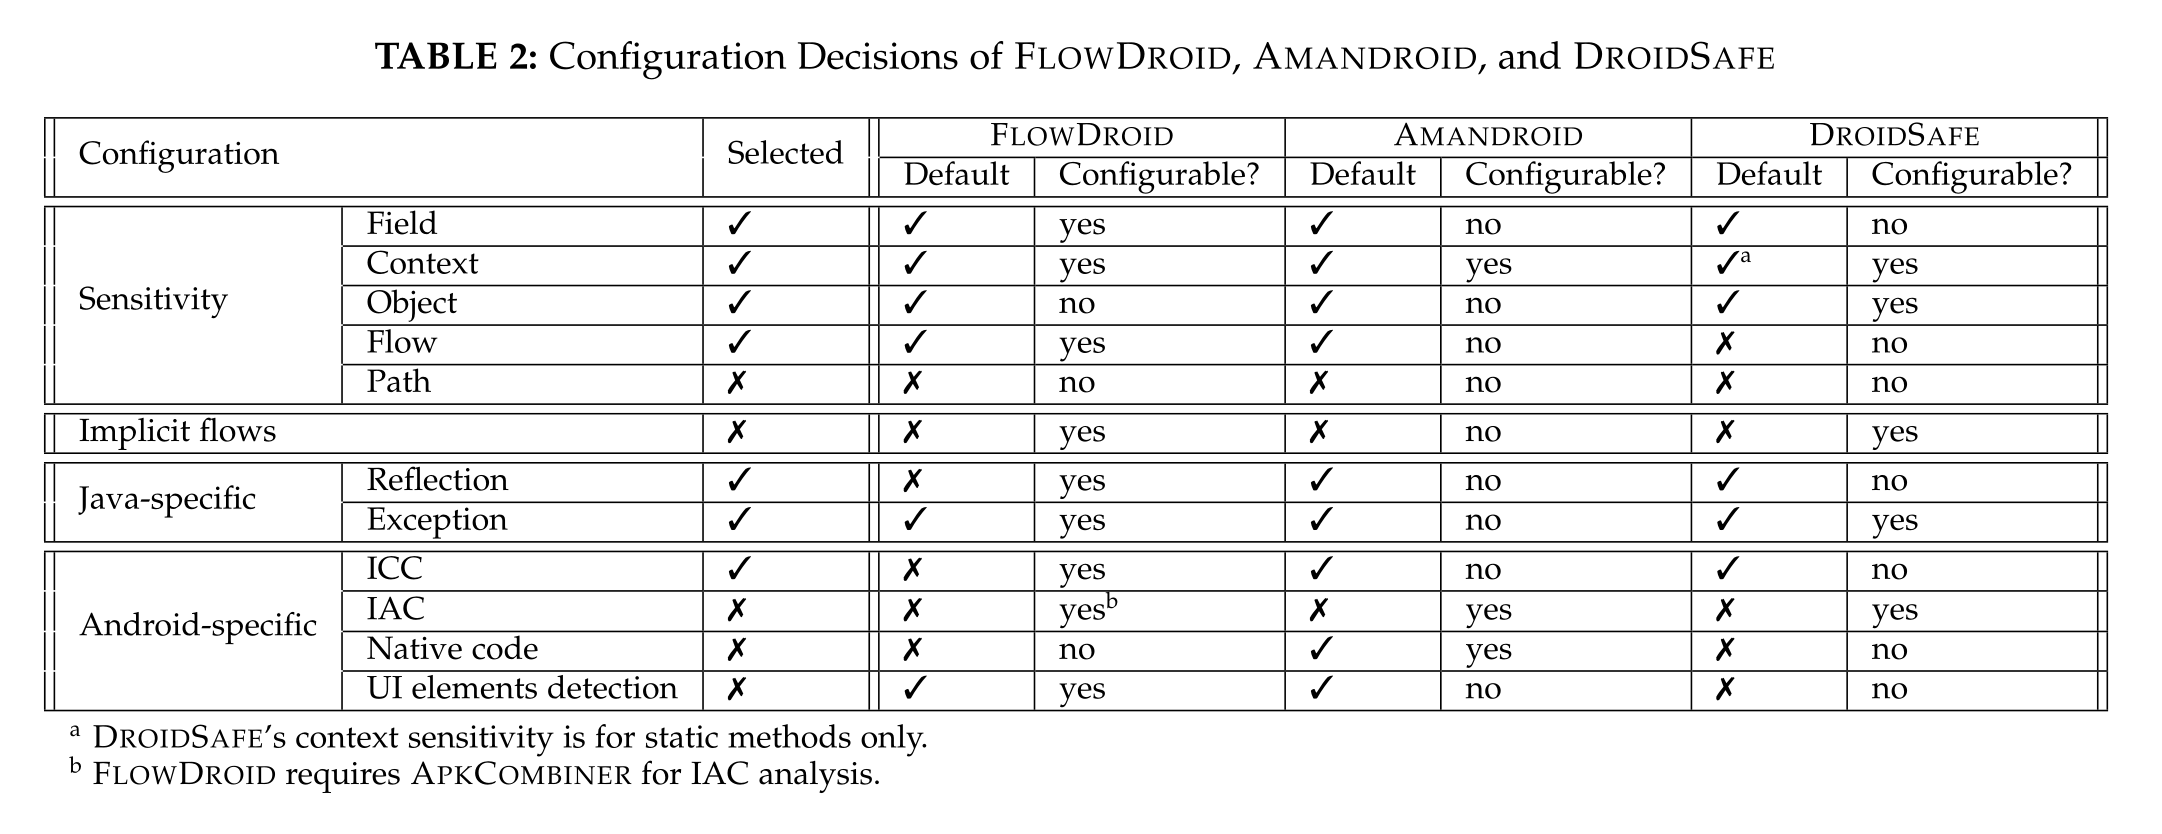 TABLE 2: Configuration Decisions of FLOWDROID, AMANDROID, and DROIDSAFE
Configuration Selected FLOWDROID AMANDROID DROIDSAFE
Default Configurable? Default Configurable? Default Configurable?
Sensitivity
Field ✓ ✓ yes ✓ no ✓ no
Context ✓ ✓ yes ✓ yes ✓a yes
Object ✓ ✓ no ✓ no ✓ yes
Flow ✓ ✓ yes ✓ no ✗ no
Path ✗ ✗ no ✗ no ✗ no
Implicit flows ✗ ✗ yes ✗ no ✗ yes
Java-specific
Reflection ✓ ✗ yes ✓ no ✓ no
Exception ✓ ✓ yes ✓ no ✓ yes
Android-specific
ICC ✓ ✗ yes ✓ no ✓ no
IAC ✗ ✗ yesb ✗ yes ✗ yes
Native code ✗ ✗ no ✓ yes ✗ no
UI elements detection ✗ ✓ yes ✓ no ✗ no
a DROIDSAFE's context sensitivity is for static methods only.
b FLOWDROID requires APKCOMBINER for IAC analysis.